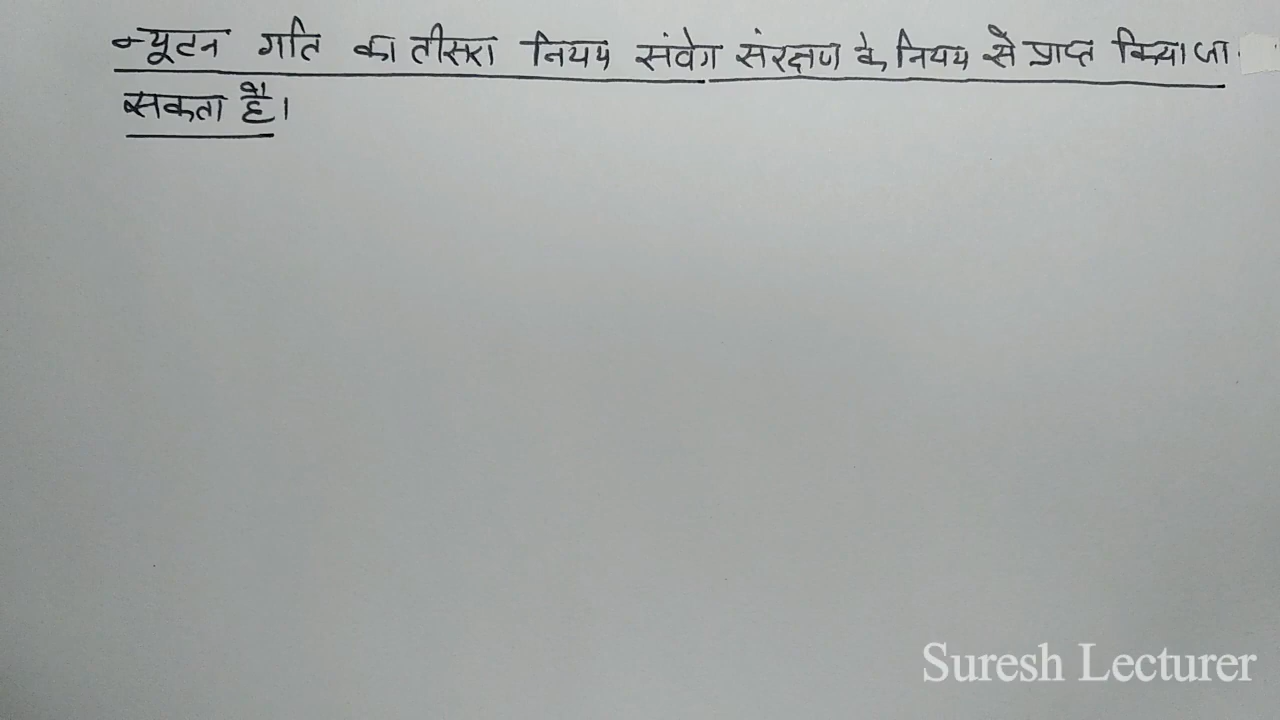 न्यूटन गति का तीसरा नियम संवेग संरक्षण के नियम से प्राप्त किया जा
सकता है।
Suresh Lecturer